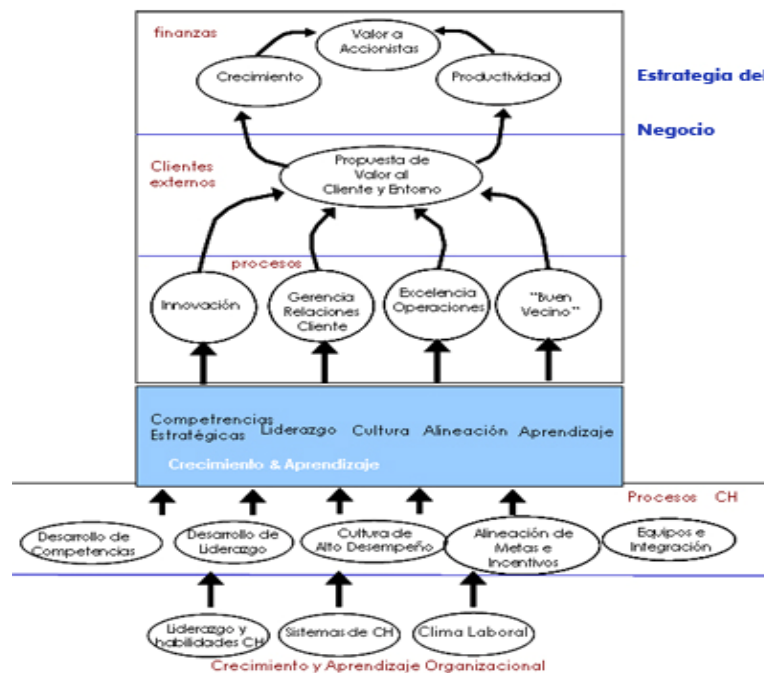 finanzas
Valor a
Accionistas
Crecimiento
Productividad
Estrategia del
Negocio
Clientes
externos
Propuesta de
Valor al
Cliente y Entorno
procesos
Innovación
Gerencia
Relaciones
Cliente
Excelencia
Operaciones
"Buen
Vecino"
Competrencias
Estratégicas
Liderazgo
Cultura
Alineación
Aprendizaje
Crecimiento & Aprendizaje
Procesos CH
Desarrollo de
Competencias
Desarrollo de
Liderazgo
Cultura de
Alto Desempeño
Alineación de
Metas e
Incentivos
Equipos e
Integración
Liderazgo y
habilidades CH
Sistemas de CH
Clima Laboral
Crecimiento y Aprendizaje Organizacional